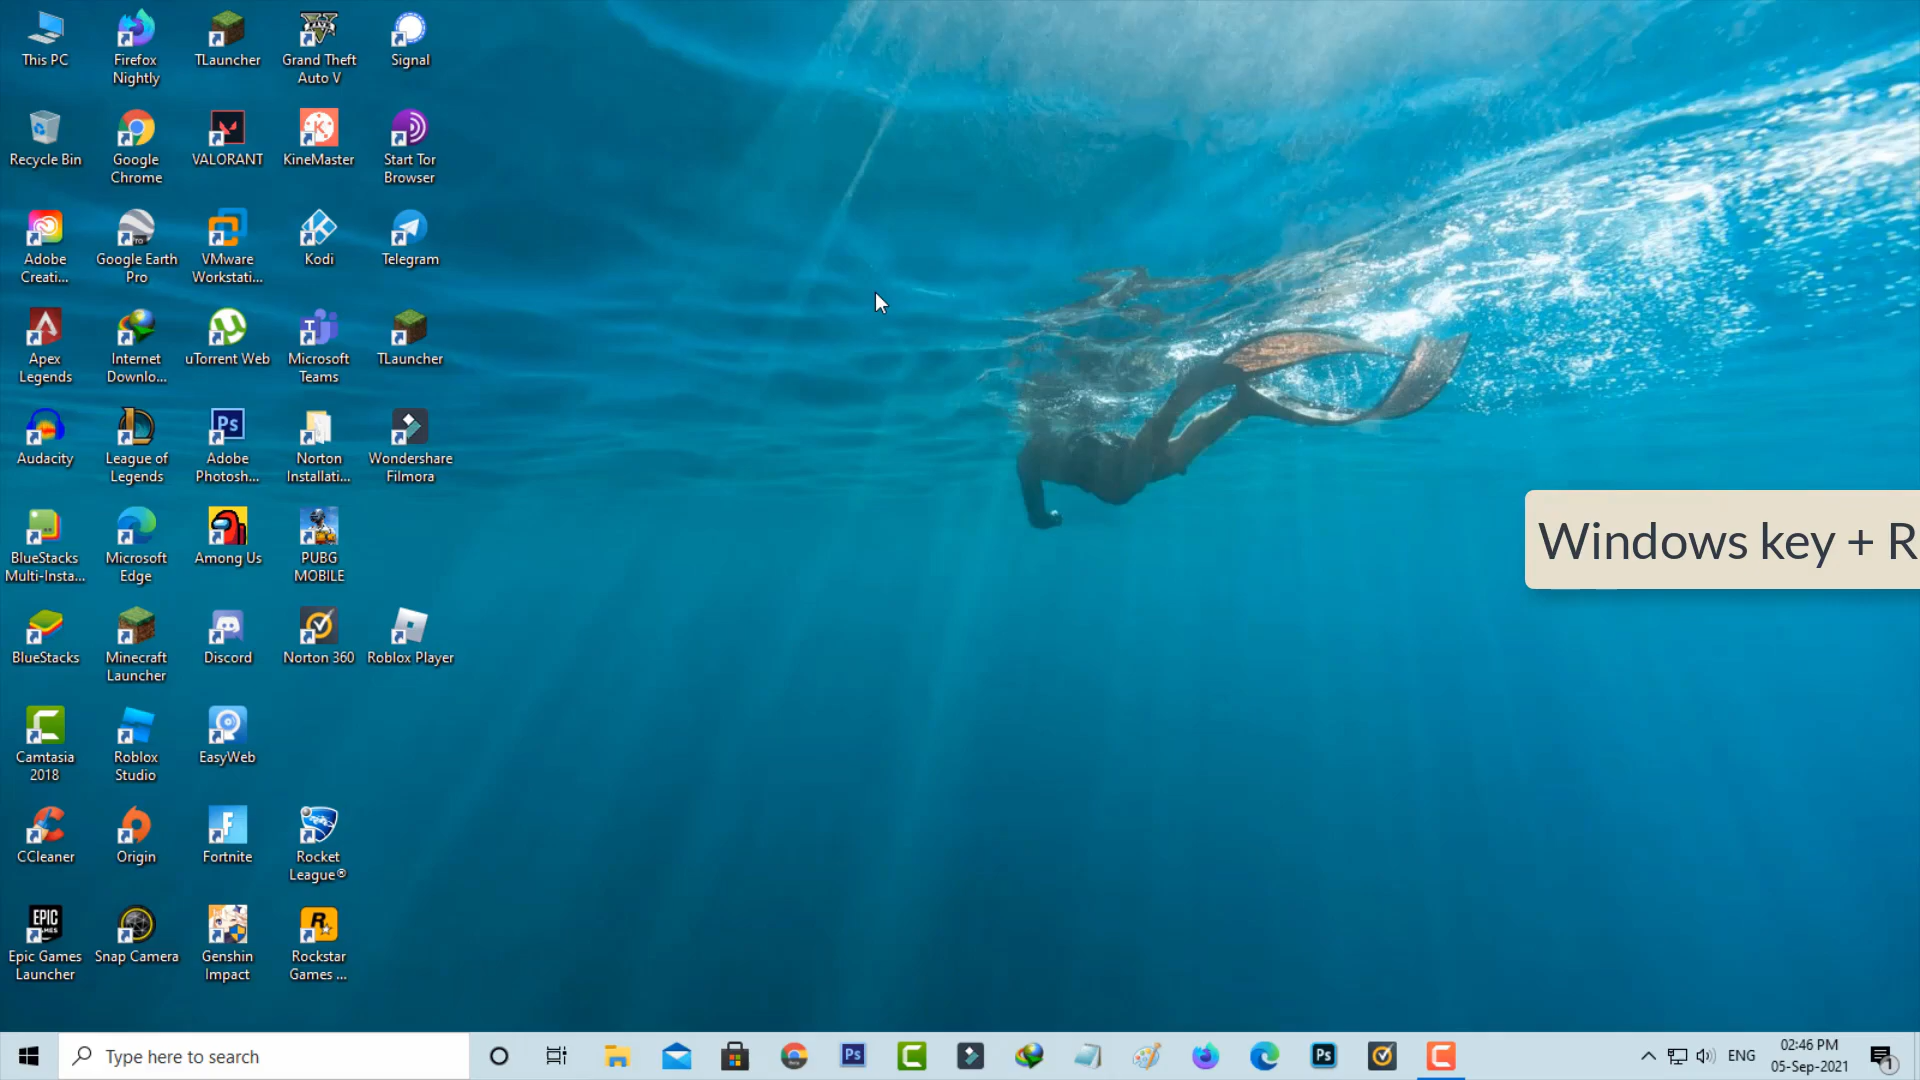 This PC
Firefox
Nightly
TLauncher
Grand Theft
Auto V
Signal
Recycle Bin
Google
Chrome
VALORANT
KineMaster
Start Tor
Browser
Adobe
Creati...
Google Earth
Pro
VMware
Workstati...
Kodi
Telegram
Apex
Legends
Internet
Downlo...
uTorrent Web
Microsoft
Teams
TLauncher
Audacity
League of
Legends
Adobe
Photosh...
Norton
Installati...
Wondershare
Filmora
BlueStacks
Multi-Insta...
Microsoft
Edge
Among Us
PUBG
MOBILE
Windows key + R
BlueStacks
Minecraft
Launcher
Discord
Norton 360
Roblox Player
Camtasia
2018
Roblox
Studio
EasyWeb
CCleaner
Origin
Fortnite
Rocket
League®
Epic Games
Launcher
Snap Camera
Genshin
Impact
Rockstar
Games ...
Type here to search
ENG
02:46 PM
05-Sep-2021
1